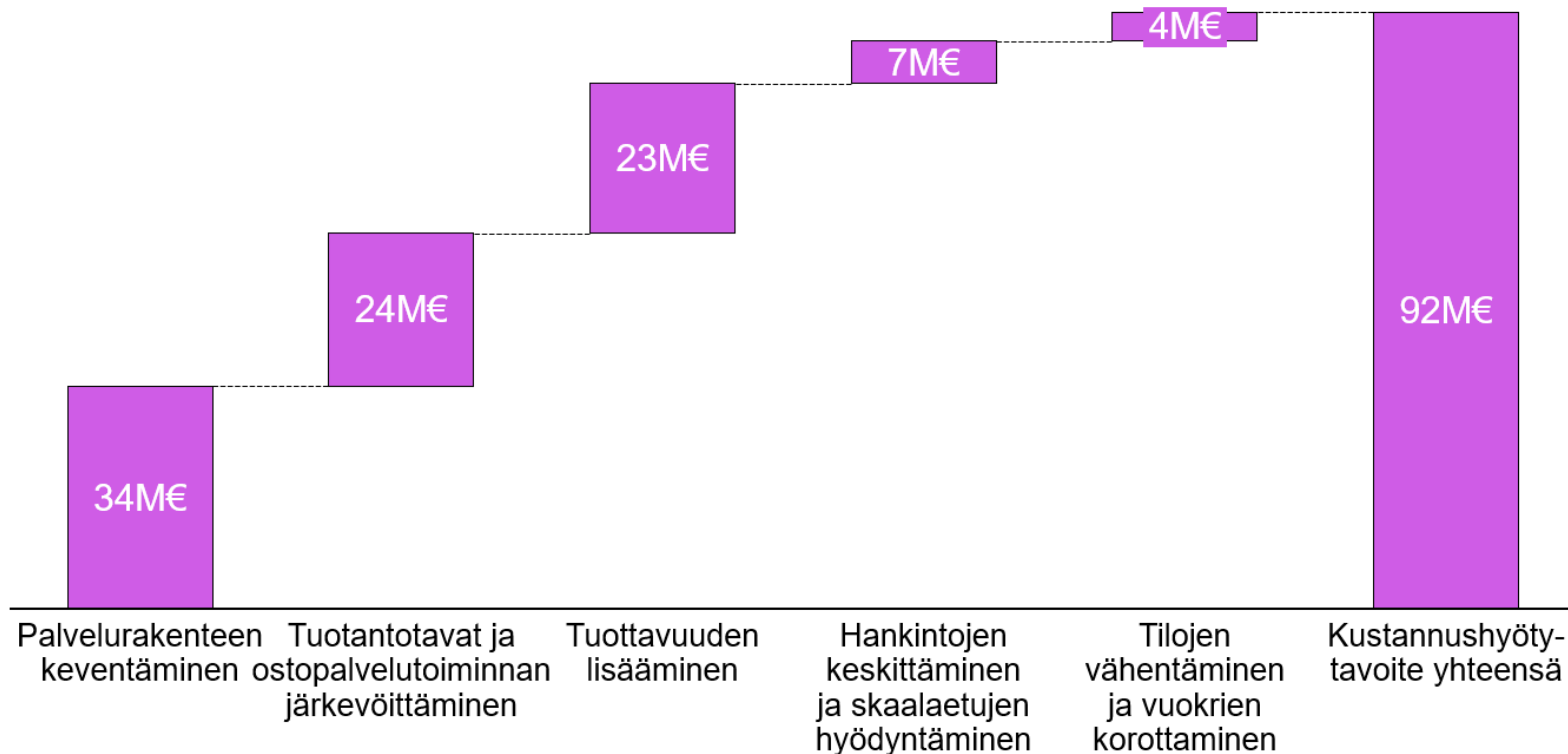 4M€
7M€
23M€
24M€
92M€
34M€
Palvelurakenteen
keventäminen
Tuotantotavat ja
ostopalvelutoiminnan
järkevöittäminen
Tuottavuuden
lisääminen
Hankintojen
keskittäminen
ja skaalaetujen
hyödyntäminen
Tilojen
vähentäminen
ja vuokrien
korottaminen
Kustannushyöty-
tavoite yhteensä